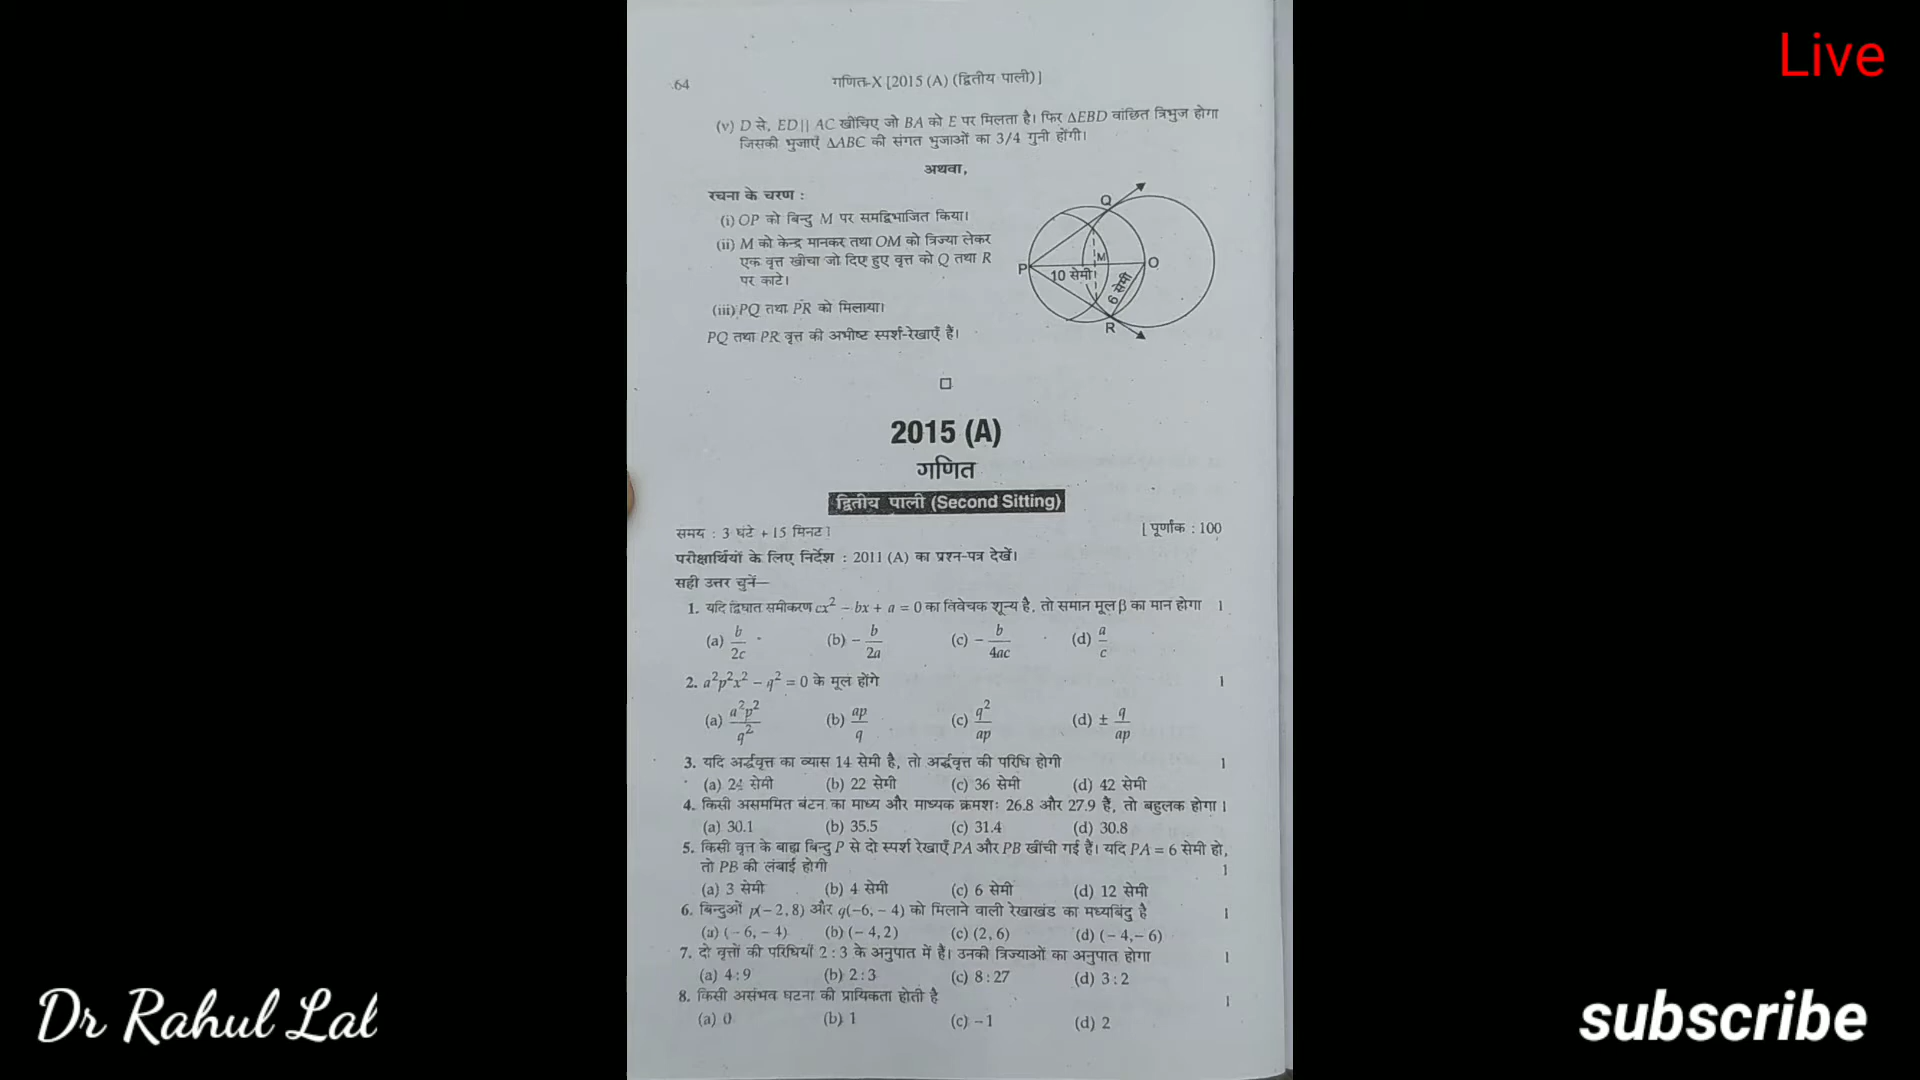 Live
64
गणित-X [2015 (A) (द्वितीय पाली)]
(v) D से, ED|| AC खींचिए जो BA को E पर मिलता है। फिर ΔEBD वांछित त्रिभुज होगा
जिसकी भुजाएँ ΔABC की संगत भुजाओं का 3/4 गुनी होंगी।
अथवा,
रचना के चरण :
(i) OP को बिन्दु M पर समद्विभाजित किया।
(ii) M को केन्द्र मानकर तथा OM को त्रिज्या लेकर
एक वृत्त खींचा जो दिए हुए वृत्त को Q तथा R
पर काटे।
(iii) PQ तथा PR को मिलाया।
PQ तथा PR वृत्त की अभीष्ट स्पर्श-रेखाएँ हैं।
Q
P
M
O
10 सेमी
6 सेमी
R
2015 (A)
गणित
द्वितीय पाली (Second Sitting)
समय : 3 घंटे + 15 मिनट]
[ पूर्णांक : 100
परीक्षार्थियों के लिए निर्देश : 2011 (A) का प्रश्न-पत्र देखें।
सही उत्तर चुनें—
1. यदि द्विघात समीकरण cx² − bx + a = 0 का विवेचक शून्य है, तो समान मूल β का मान होगा 1
(a) b/2c (b) − b/2a (c) − b/4ac (d) a/c
2. a²p²x² − q² = 0 के मूल होंगे 1
(a) a²p²/q² (b) ap/q (c) q²/ap (d) ± q/ap
3. यदि अर्द्धवृत्त का व्यास 14 सेमी है, तो अर्द्धवृत्त की परिधि होगी 1
(a) 24 सेमी (b) 22 सेमी (c) 36 सेमी (d) 42 सेमी
4. किसी असममित बंटन का माध्य और माध्यक क्रमशः 26.8 और 27.9 हैं, तो बहुलक होगा 1
(a) 30.1 (b) 35.5 (c) 31.4 (d) 30.8
5. किसी वृत्त के बाह्य बिन्दु P से दो स्पर्श रेखाएँ PA और PB खींची गई हैं। यदि PA = 6 सेमी हो,
तो PB की लंबाई होगी 1
(a) 3 सेमी (b) 4 सेमी (c) 6 सेमी (d) 12 सेमी
6. बिन्दुओं p(− 2, 8) और q(−6, − 4) को मिलाने वाली रेखाखंड का मध्यबिंदु है 1
(a) (− 6, − 4) (b) (− 4, 2) (c) (2, 6) (d) (− 4,− 6)
7. दो वृत्तों की परिधियाँ 2 : 3 के अनुपात में हैं। उनकी त्रिज्याओं का अनुपात होगा 1
(a) 4 : 9 (b) 2 : 3 (c) 8 : 27 (d) 3 : 2
8. किसी असंभव घटना की प्रायिकता होती है 1
(a) 0 (b) 1 (c) −1 (d) 2
Dr Rahul Lal
subscribe